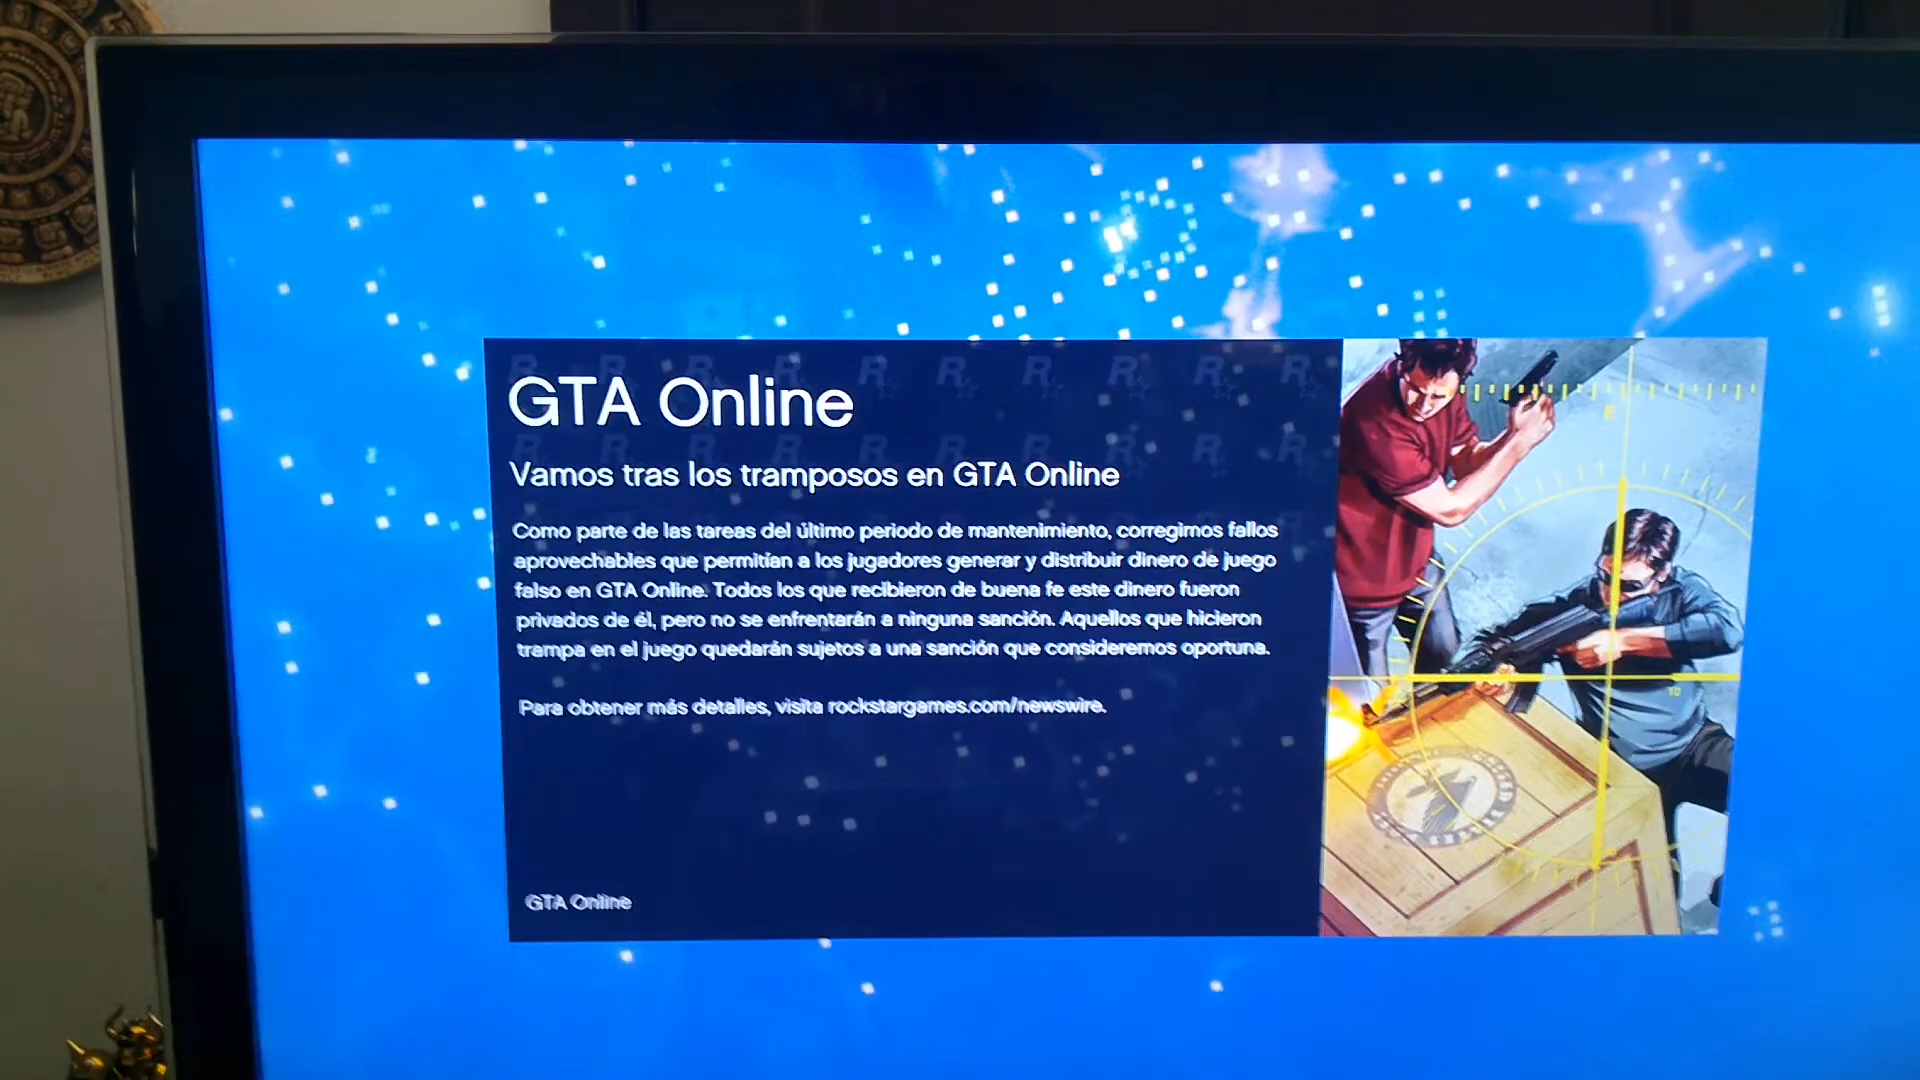 GTA Online
Vamos tras los tramposos en GTA Online
Como parte de las tareas del último periodo de mantenimiento, corregimos fallos
aprovechables que permitían a los jugadores generar y distribuir dinero de juego
falso en GTA Online. Todos los que recibieron de buena fe este dinero fueron
privados de él, pero no se enfrentarán a ninguna sanción. Aquellos que hicieron
trampa en el juego quedarán sujetos a una sanción que consideremos oportuna.
Para obtener más detalles, visita rockstargames.com/newswire.
GTA Online